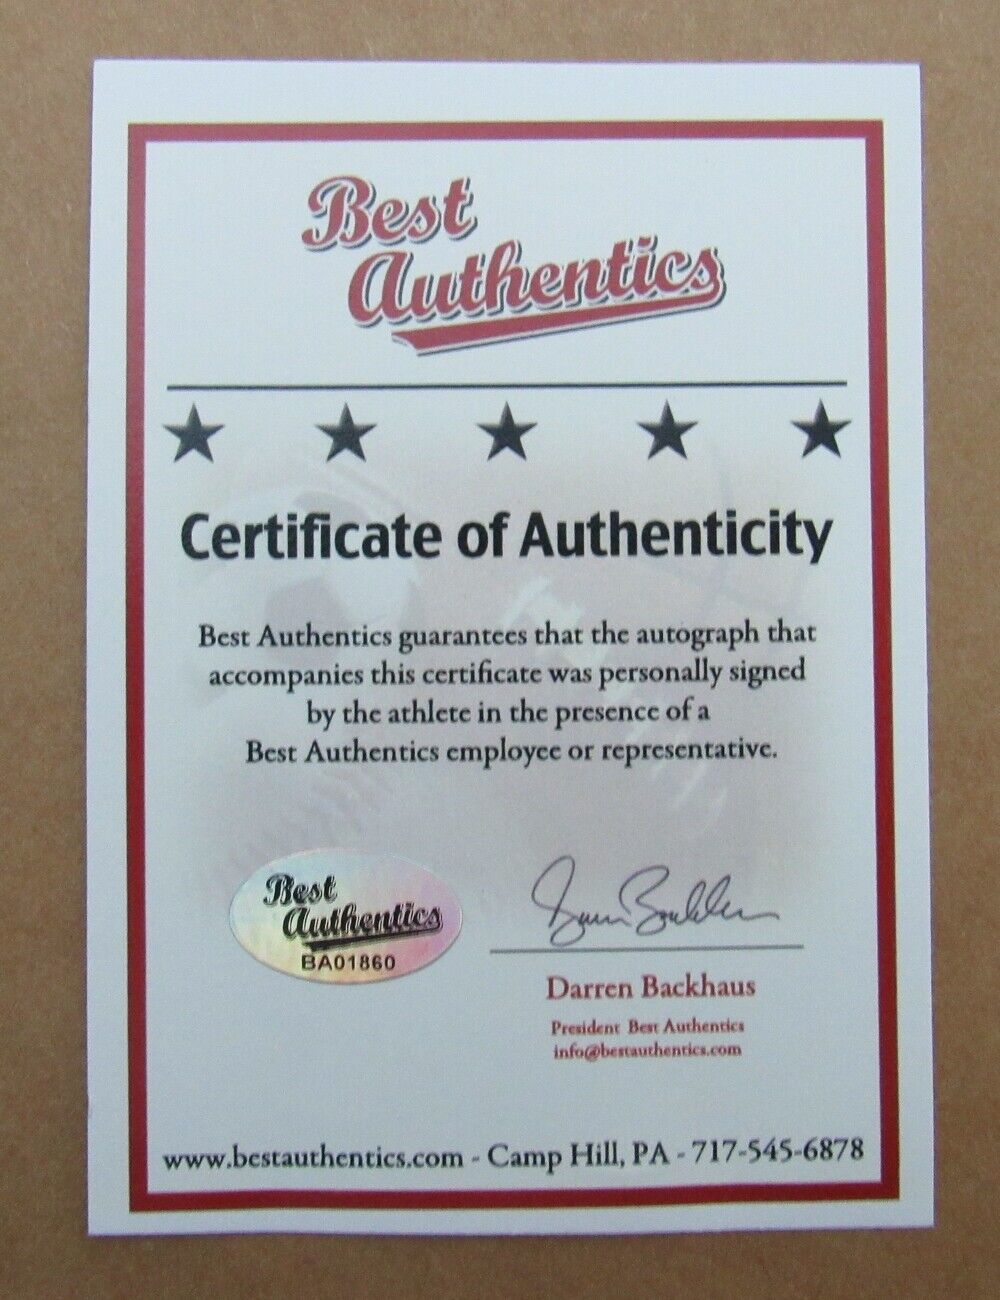 Best
Authentics
Certificate of Authenticity
Best Authentics guarantees that the autograph that
accompanies this certificate was personally signed
by the athlete in the presence of a
Best Authentics employee or representative.
Best
Authentics
BA01860
Darren Backhaus
President Best Authentics
info@bestauthentics.com
www.bestauthentics.com - Camp Hill, PA - 717-545-6878